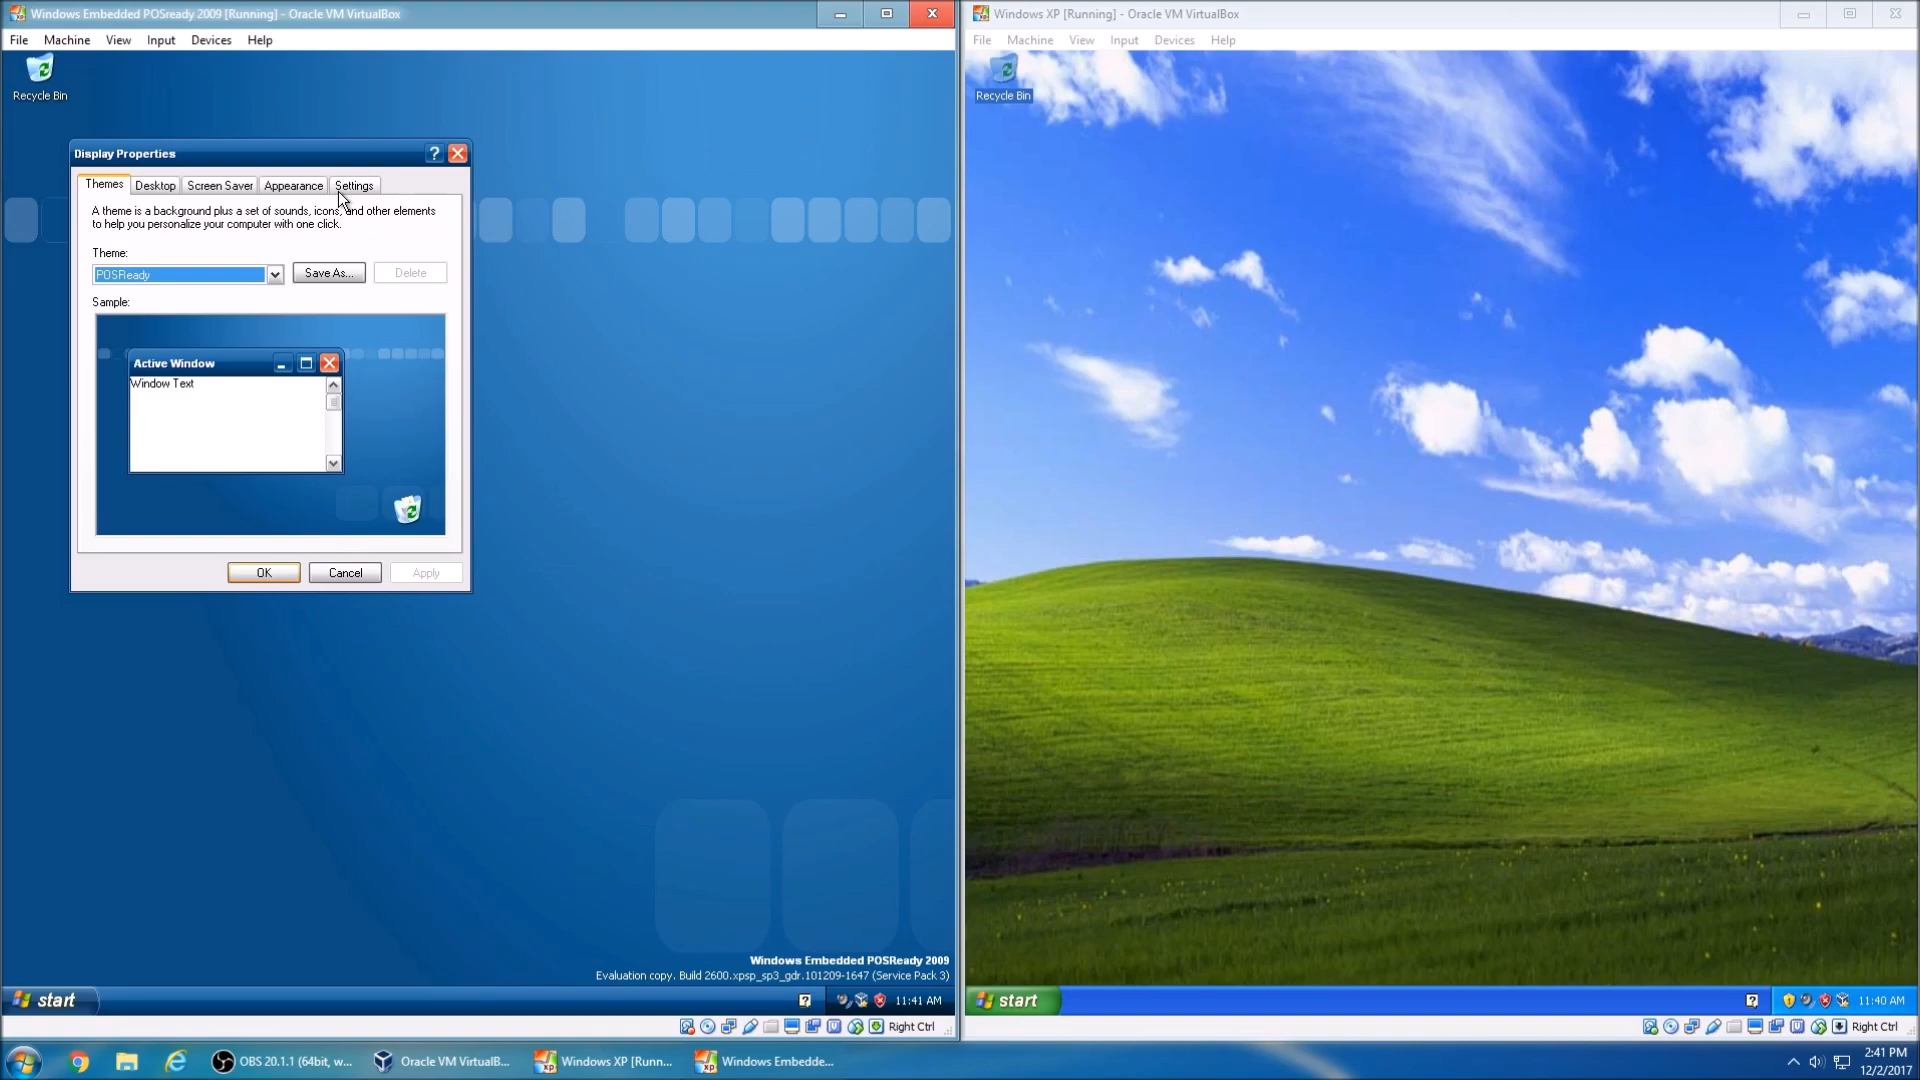 Windows Embedded POSready 2009 [Running] - Oracle VM VirtualBox
File Machine View Input Devices Help
Recycle Bin
Display Properties
Themes Desktop Screen Saver Appearance Settings
A theme is a background plus a set of sounds, icons, and other elements
to help you personalize your computer with one click.
Theme:
POSReady
Save As...
Delete
Sample:
Active Window
Window Text
OK
Cancel
Apply
Windows Embedded POSReady 2009
Evaluation copy. Build 2600.xpsp_sp3_gdr.101209-1647 (Service Pack 3)
start
11:41 AM
Right Ctrl
Windows XP [Running] - Oracle VM VirtualBox
File Machine View Input Devices Help
Recycle Bin
start
11:40 AM
Right Ctrl
OBS 20.1.1 (64bit, w...
Oracle VM VirtualB...
Windows XP [Runn...
Windows Embedde...
2:41 PM
12/2/2017